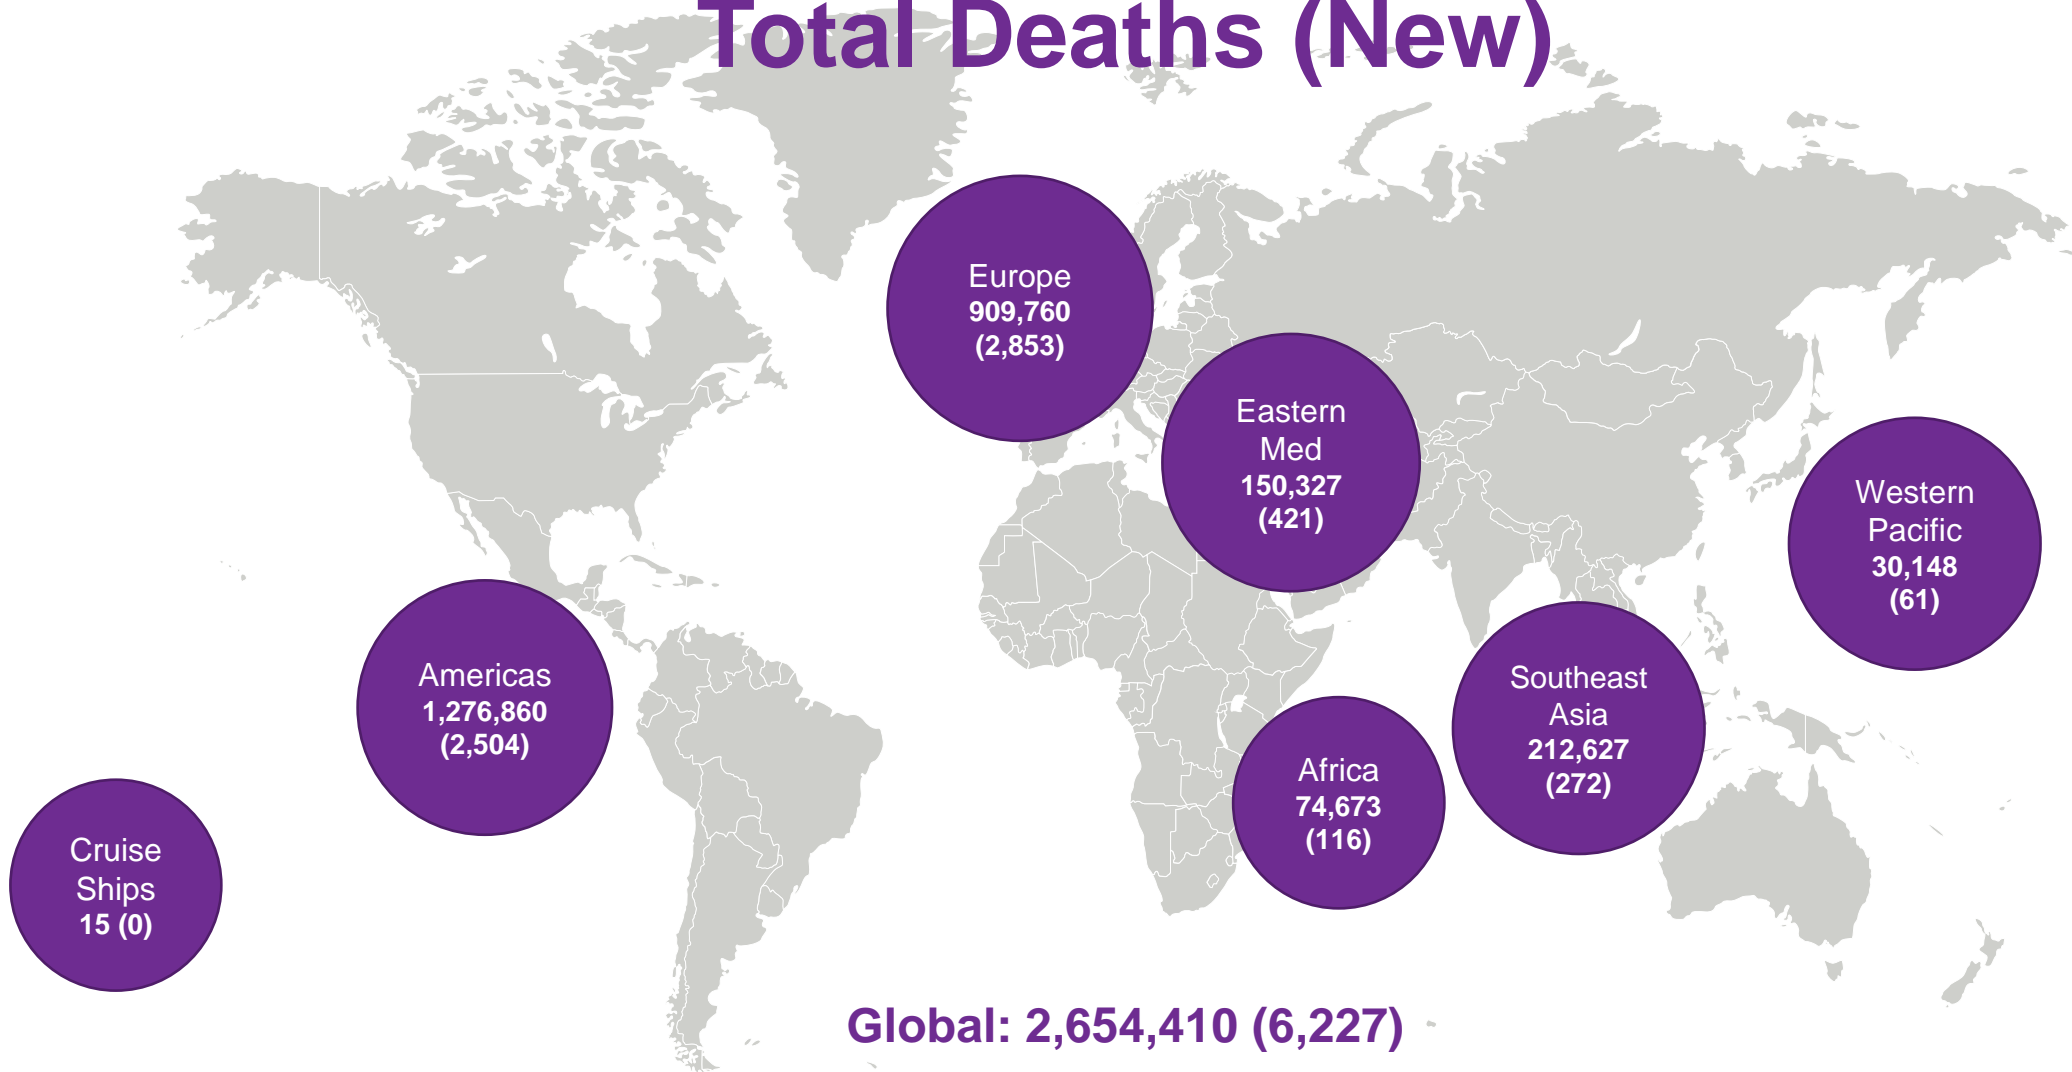 Total Deaths (New)
Europe
909,760
(2,853)
Eastern
Med
150,327
(421)
Western
Pacific
30,148
(61)
Americas
1,276,860
(2,504)
Southeast
Asia
212,627
(272)
Africa
74,673
(116)
Cruise
Ships
15 (0)
Global: 2,654,410 (6,227)